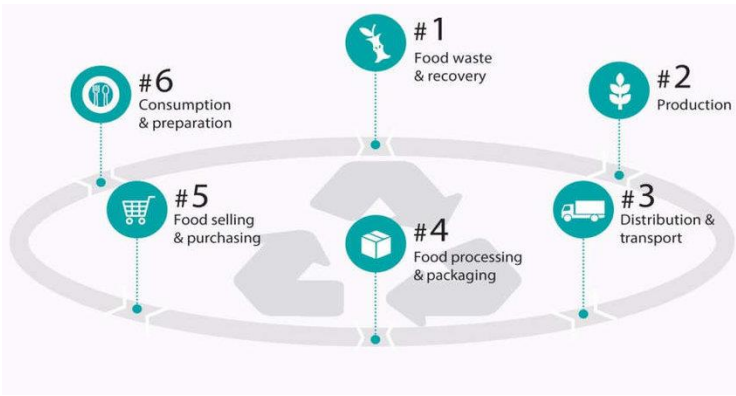 #1
Food waste
& recovery
#2
Production
#3
Distribution &
transport
#4
Food processing
& packaging
#5
Food selling
& purchasing
#6
Consumption
& preparation